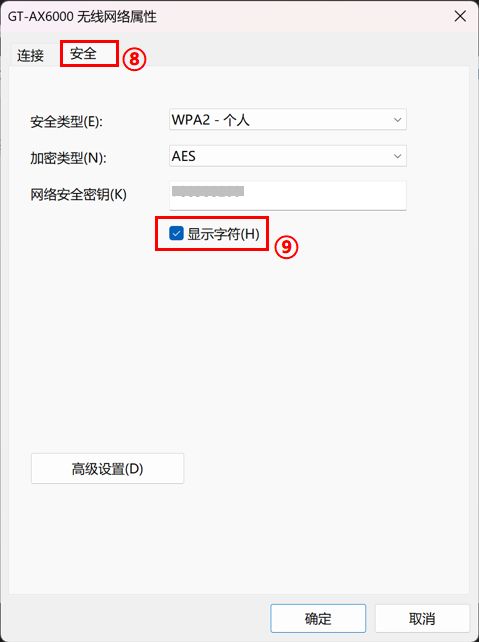 GT-AX6000 无线网络属性
连接 安全 ⑧
安全类型(E): WPA2 - 个人
加密类型(N): AES
网络安全密钥(K)
显示字符(H) ⑨
高级设置(D)
确定 取消